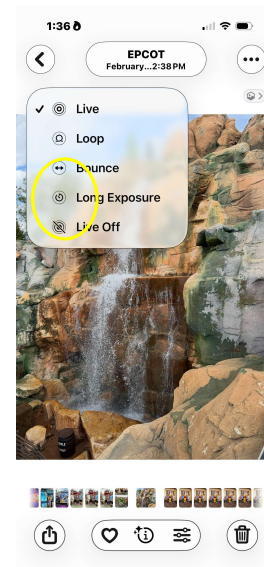 1:36
EPCOT
February...2:38 PM
Live
Loop
Bounce
Long Exposure
Live Off